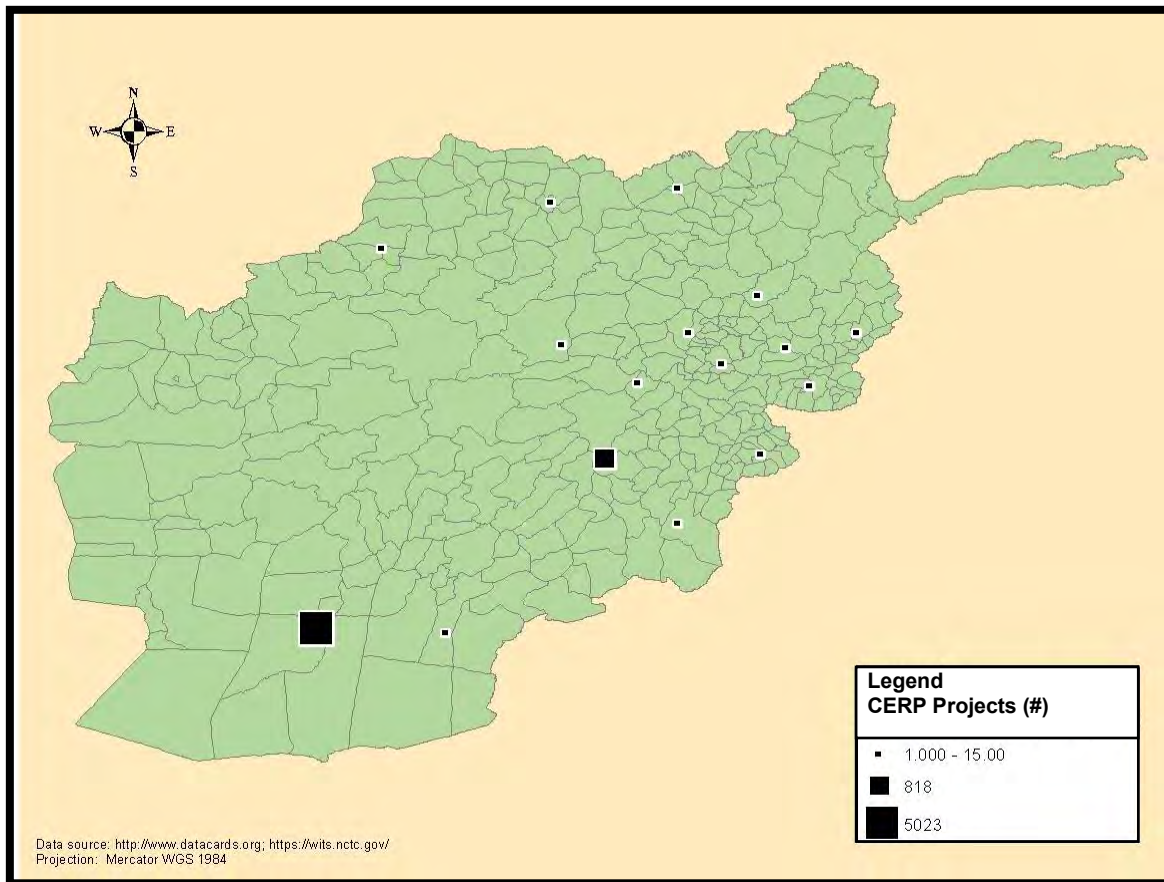 N
W E
S
Legend
CERP Projects (#)
1.000 - 15.00
818
5023
Data source: http://www.datacards.org; https://wits.nctc.gov/
Projection: Mercator WGS 1984